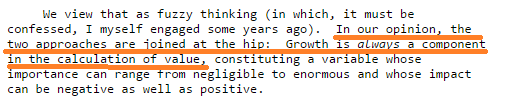 We view that as fuzzy thinking (in which, it must be
confessed, I myself engaged some years ago).  In our opinion, the
two approaches are joined at the hip:  Growth is always a component
in the calculation of value, constituting a variable whose
importance can range from negligible to enormous and whose impact
can be negative as well as positive.